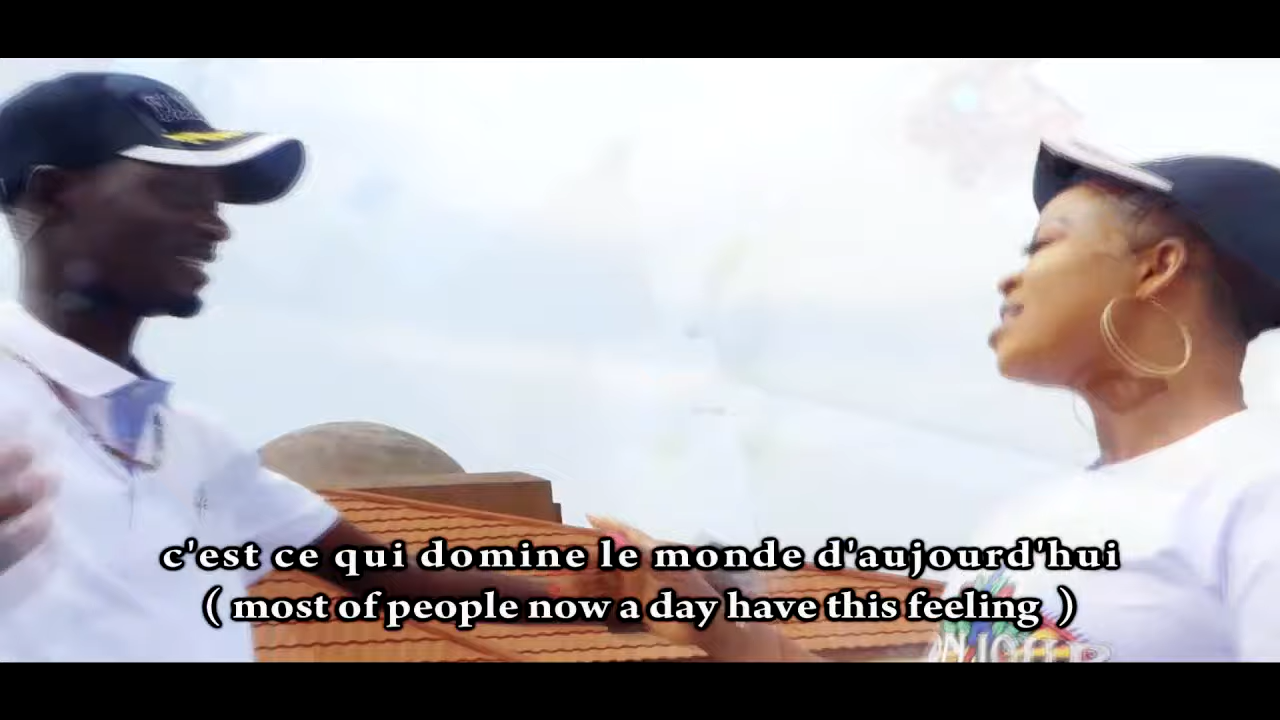 c'est ce qui domine le monde d'aujourd'hui
( most of people now a day have this feeling )